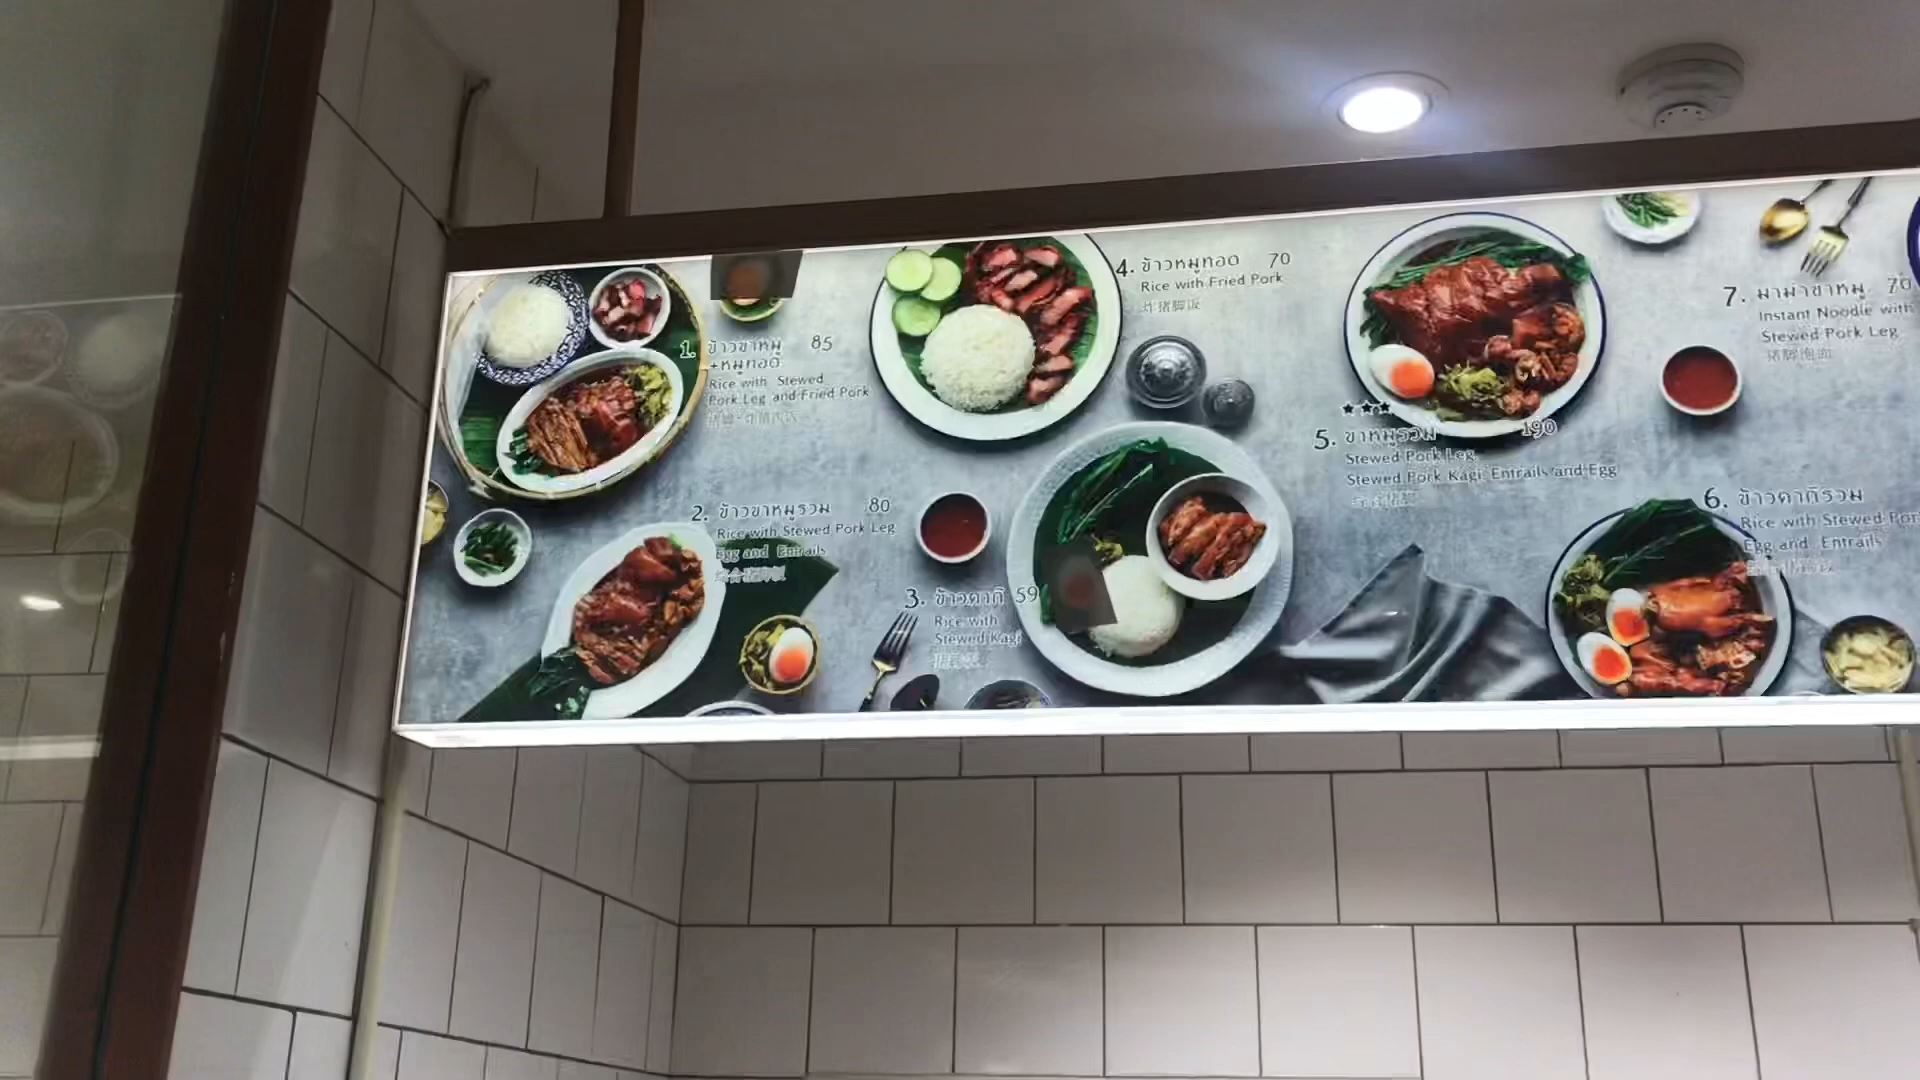 1. ข้าวขาหมู 85
+หมูทอด
Rice with Stewed
Pork Leg and Fried Pork
2. ข้าวขาหมูรวม 80
Rice with Stewed Pork Leg
Egg and Entrails
3. ข้าวคากิ 59
Rice with
Stewed Kagi
4. ข้าวหมูทอด 70
Rice with Fried Pork
炸猪脚饭
★★★
5. ขาหมูรวม 190
Stewed Pork Leg,
Stewed Pork Kagi, Entrails and Egg
6. ข้าวคากิรวม
Rice with Stewed Por
Egg and Entrails
7. มาม่าขาหมู 70
Instant Noodle with
Stewed Pork Leg